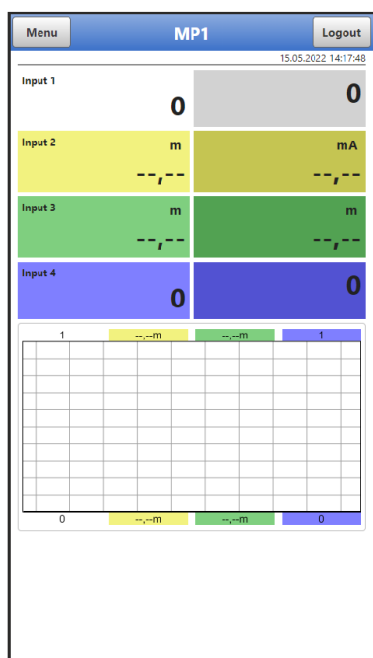 Menu MP1 Logout
15.05.2022 14:17:48
Input 1
0 0
Input 2 m mA
--,-- --,--
Input 3 m m
--,-- --,--
Input 4
0 0
1 --,--m --,--m 1
0 --,--m --,--m 0